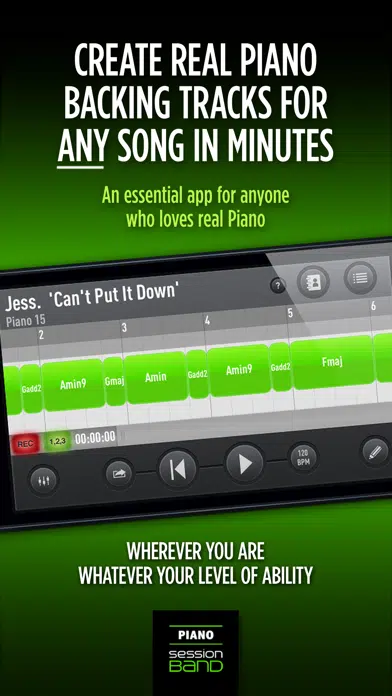 CREATE REAL PIANO
BACKING TRACKS FOR
ANY SONG IN MINUTES
An essential app for anyone
who loves real Piano
Jess. 'Can't Put It Down'
?
Piano 15
2 3 4 5 6
Gadd2 Amin9 Gmaj Amin Gadd2 Amin9 Gadd2 Fmaj
REC 1,2,3 00:00:00
120
BPM
WHEREVER YOU ARE
WHATEVER YOUR LEVEL OF ABILITY
PIANO
session
BAND